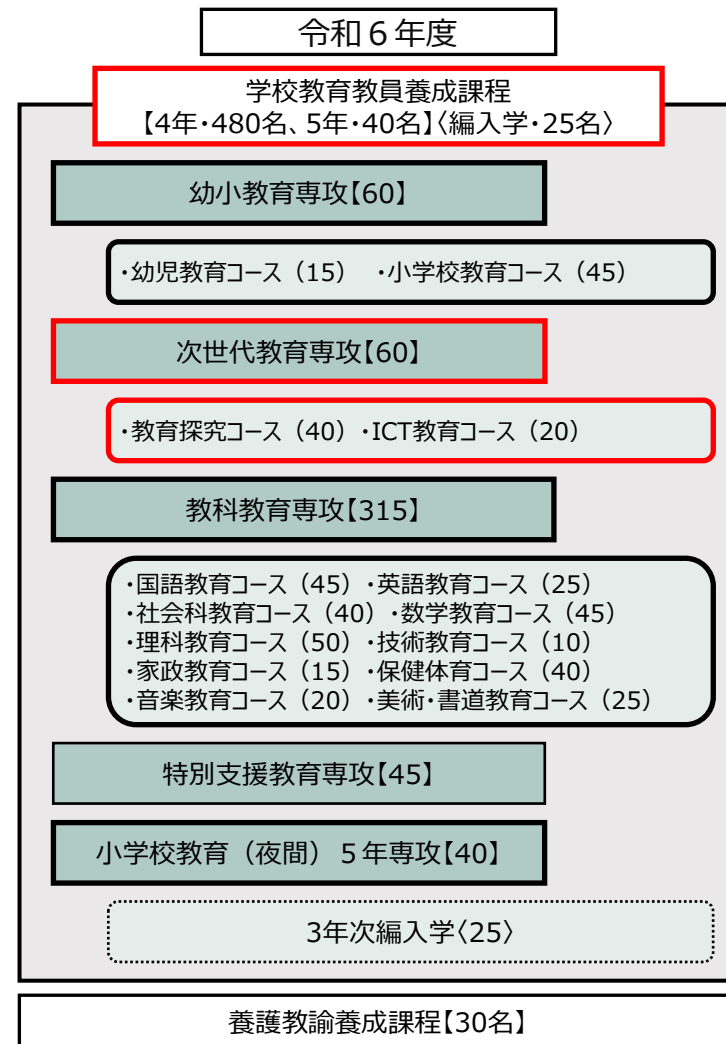 令和６年度
学校教育教員養成課程
【4年・480名、5年・40名】〈編入学・25名〉
幼小教育専攻【60】
・幼児教育コース（15） ・小学校教育コース（45）
次世代教育専攻【60】
・教育探究コース（40）・ICT教育コース（20）
教科教育専攻【315】
・国語教育コース（45）・英語教育コース（25）
・社会科教育コース（40）・数学教育コース（45）
・理科教育コース（50）・技術教育コース（10）
・家政教育コース（15）・保健体育コース（40）
・音楽教育コース（20）・美術・書道教育コース（25）
特別支援教育専攻【45】
小学校教育（夜間）５年専攻【40】
3年次編入学〈25〉
養護教諭養成課程【30名】